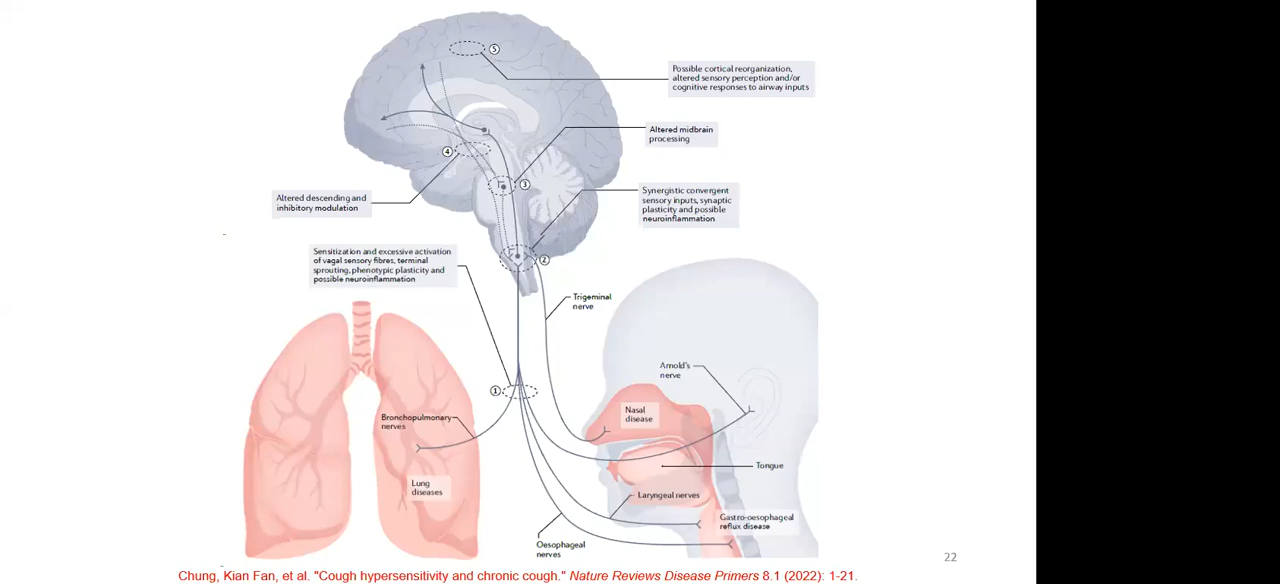 5
Possible cortical reorganization,
altered sensory perception and/or
cognitive responses to airway inputs
Altered midbrain
processing
4
3
Altered descending and
inhibitory modulation
Synergistic convergent
sensory inputs, synaptic
plasticity and possible
neuroinflammation
2
Sensitization and excessive activation
of vagal sensory fibres, terminal
sprouting, phenotypic plasticity and
possible neuroinflammation
Trigeminal
nerve
1
Arnold's
nerve
Bronchopulmonary
nerves
Nasal
disease
Tongue
Lung
diseases
Laryngeal nerves
Gastro-oesophageal
reflux disease
Oesophageal
nerves
22
Chung, Kian Fan, et al. "Cough hypersensitivity and chronic cough." Nature Reviews Disease Primers 8.1 (2022): 1-21.